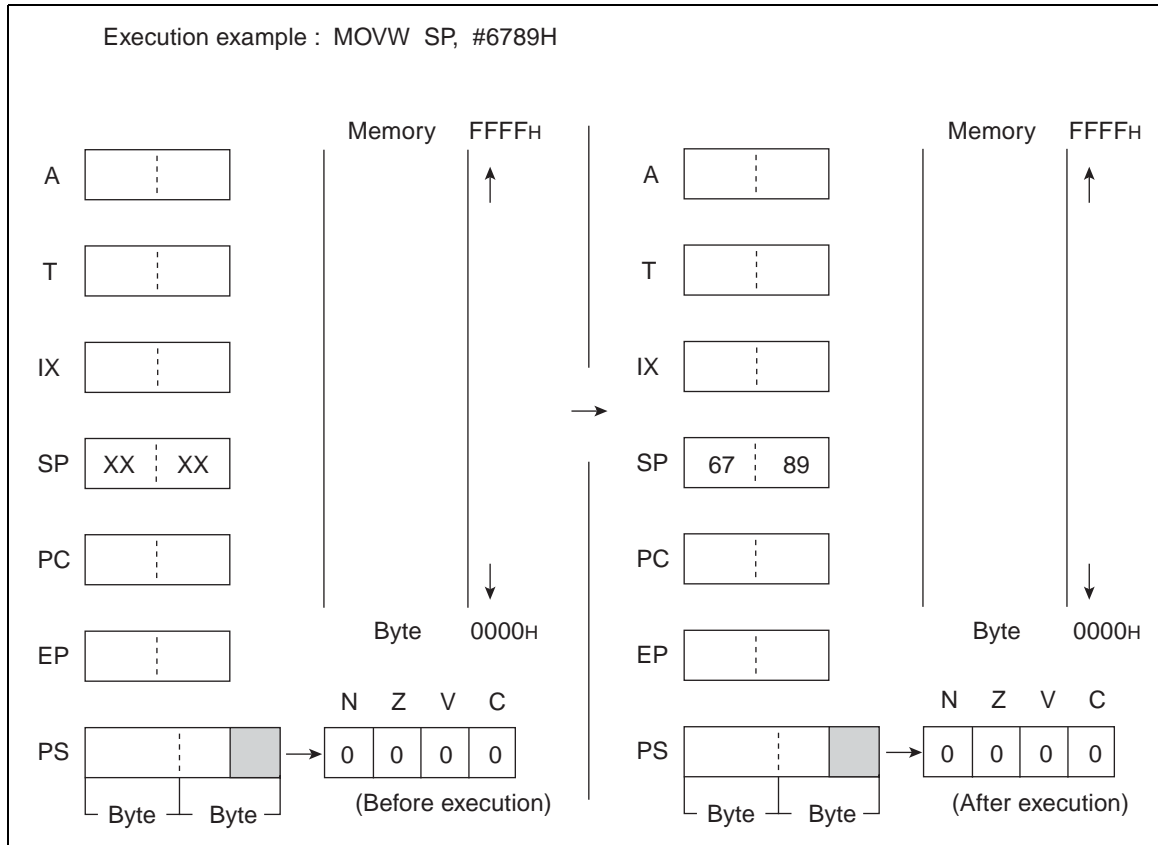 Execution example : MOVW SP, #6789H
Memory FFFFH
A
T
IX
SP XX XX
PC
EP
Byte 0000H
N Z V C
PS 0 0 0 0
Byte Byte
(Before execution)
Memory FFFFH
A
T
IX
SP 67 89
PC
EP
Byte 0000H
N Z V C
PS 0 0 0 0
Byte Byte
(After execution)